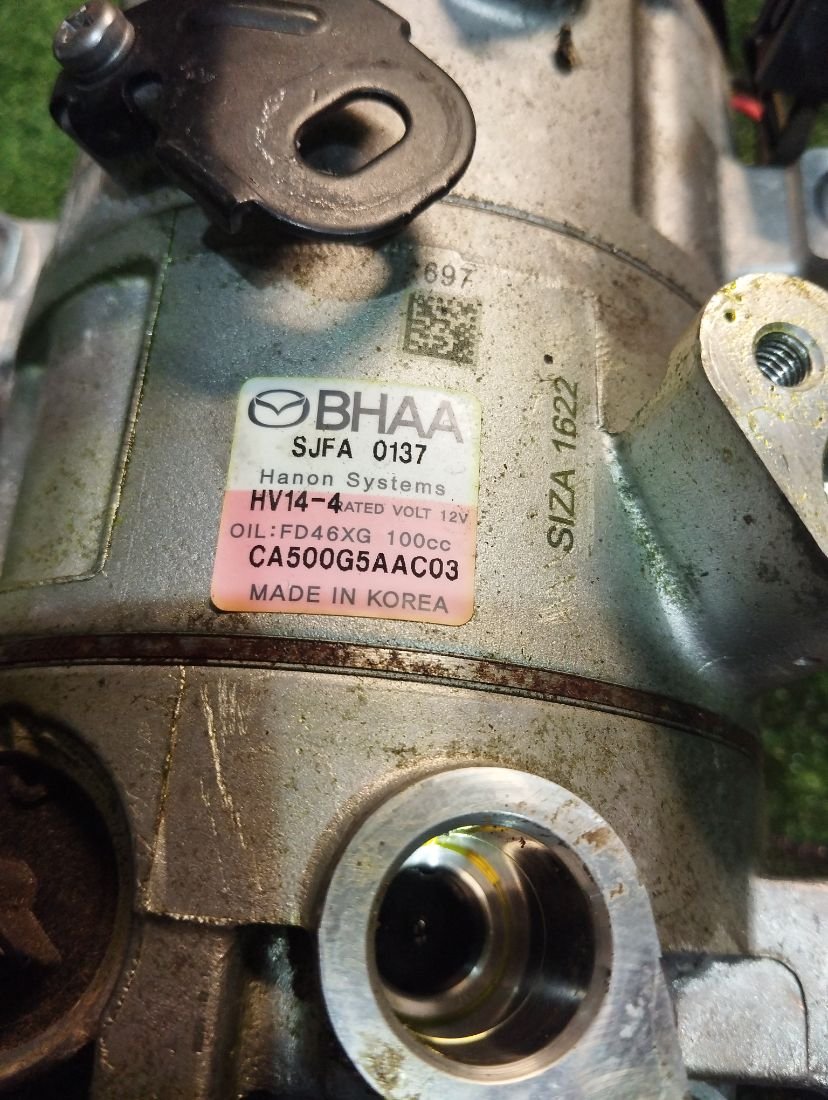 697
BHAA
SJFA 0137
Hanon Systems
HV14-4 RATED VOLT 12V
OIL:FD46XG 100cc
CA500G5AAC03
MADE IN KOREA
SIZA 1622